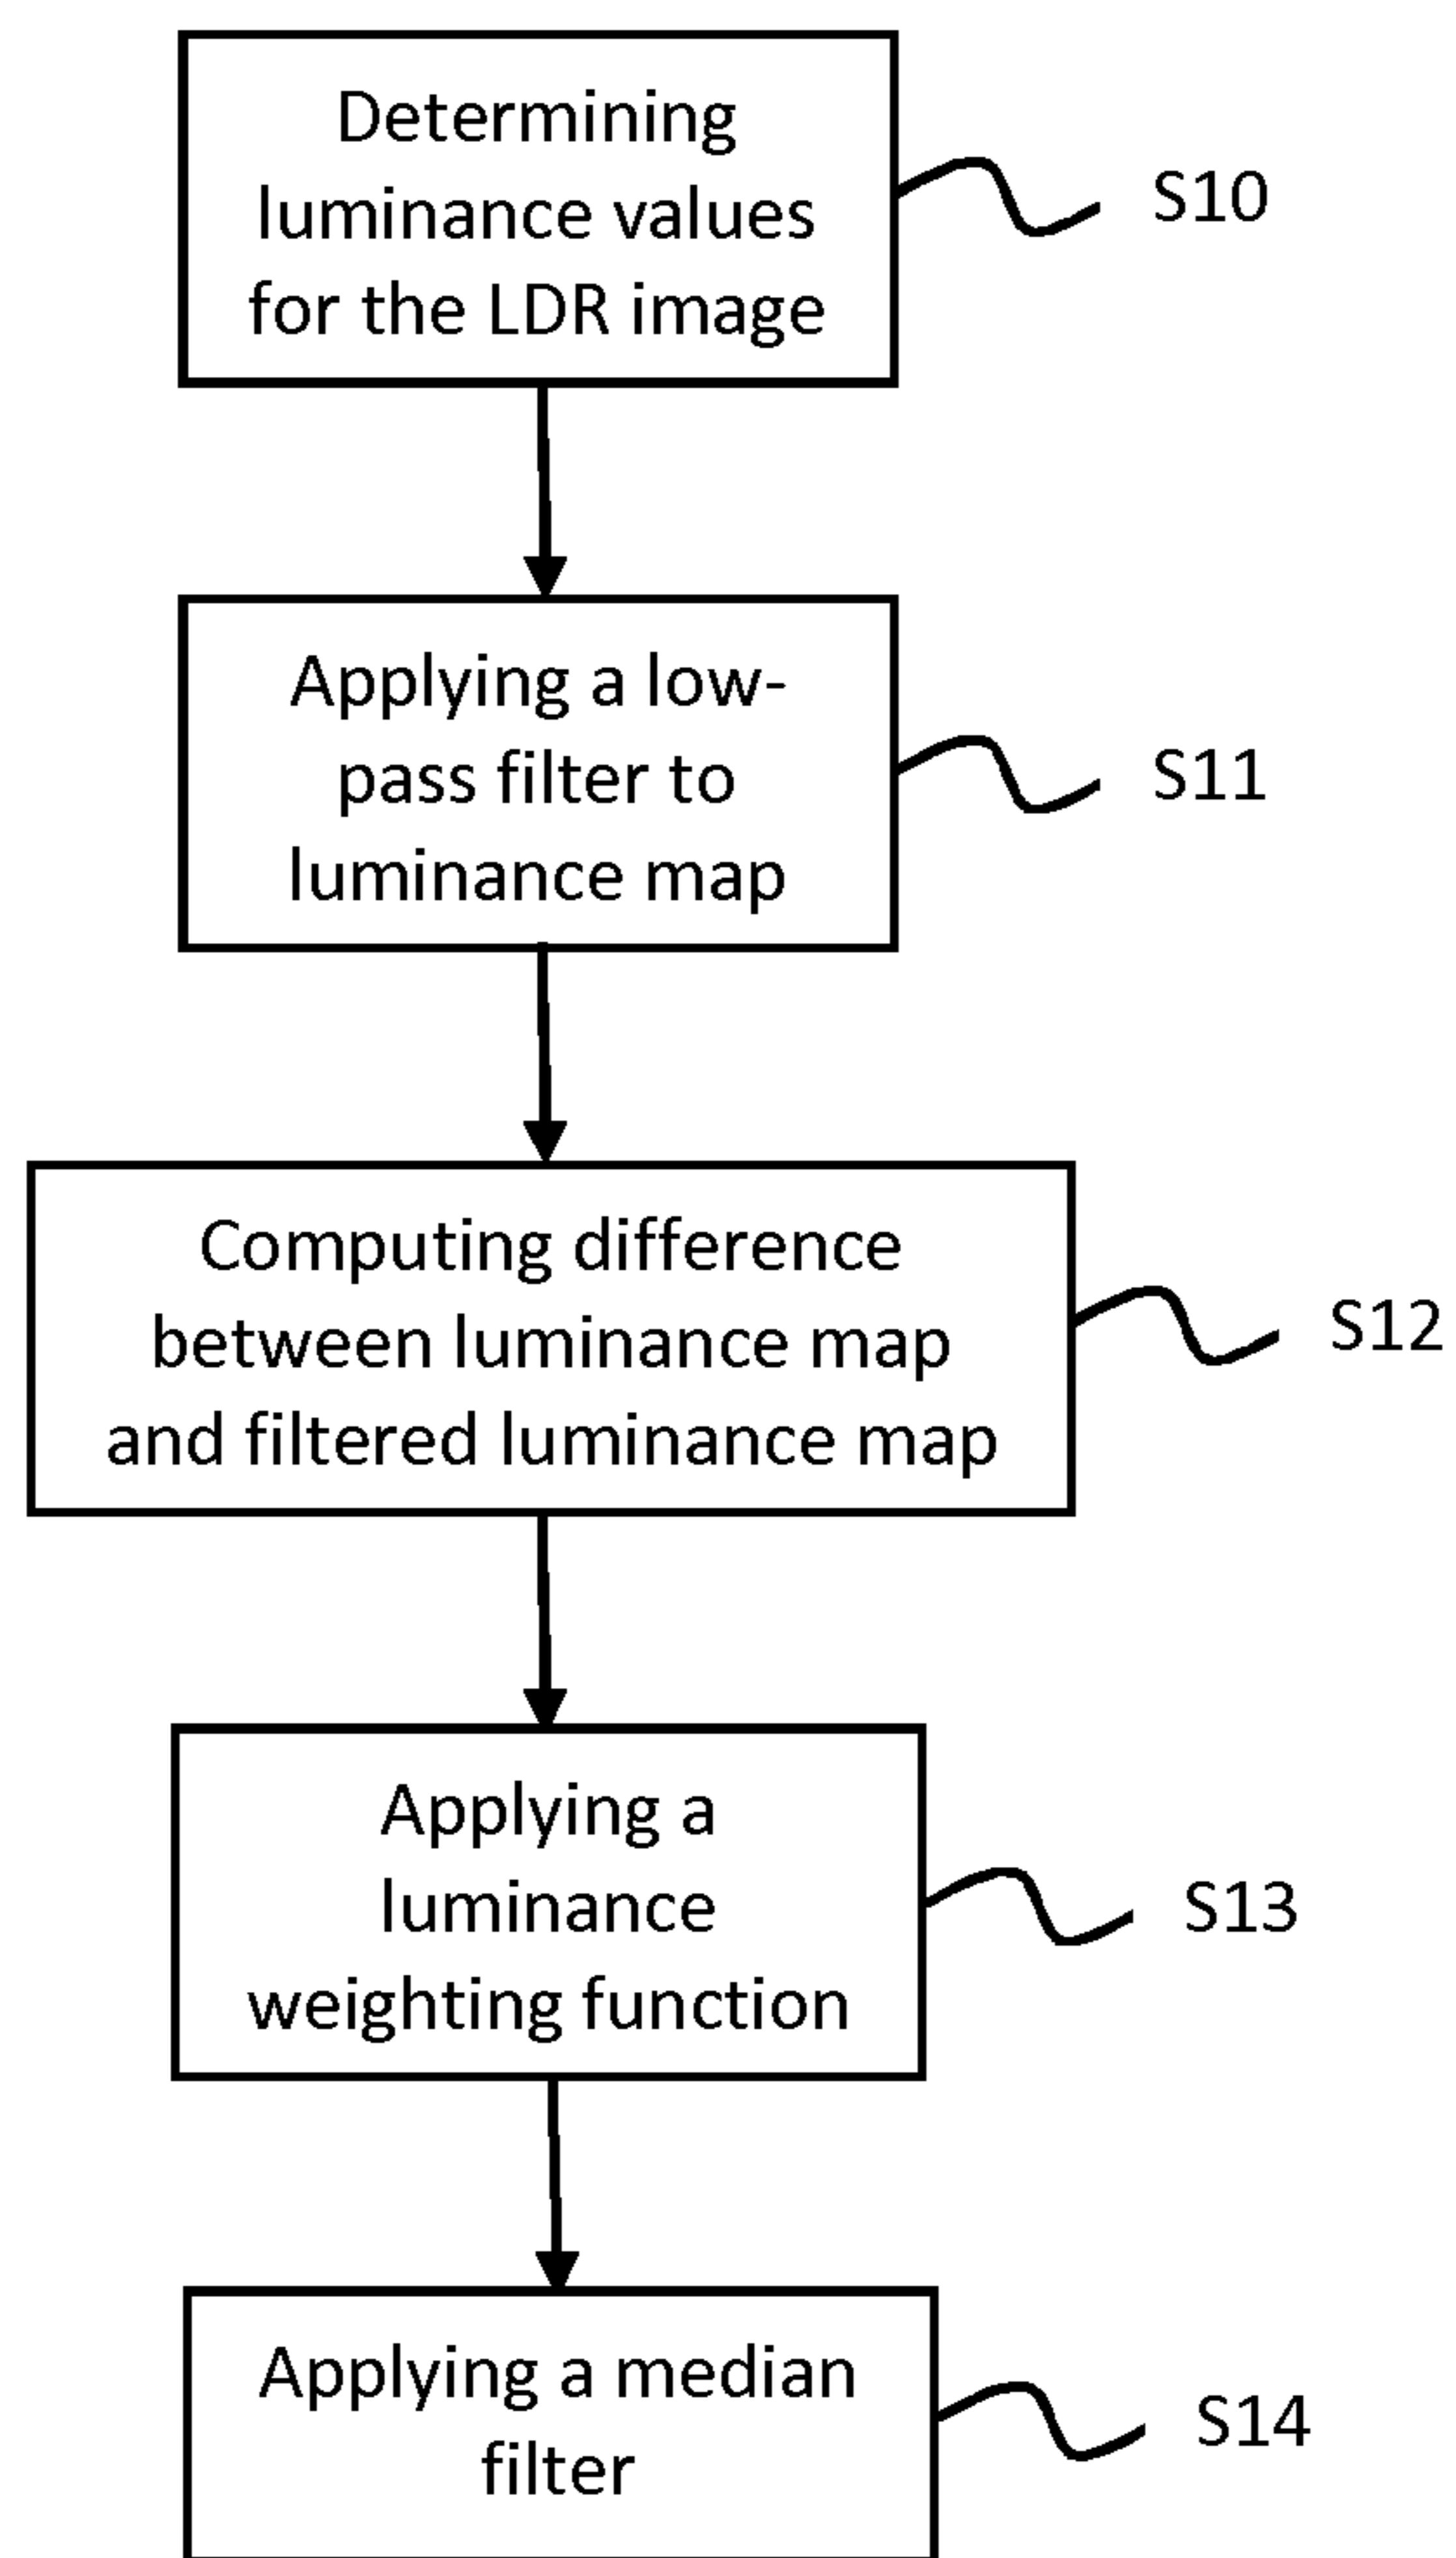 Determining
luminance values
for the LDR image
S10
Applying a low-
pass filter to
luminance map
S11
Computing difference
between luminance map
and filtered luminance map
S12
Applying a
luminance
weighting function
S13
Applying a median
filter
S14